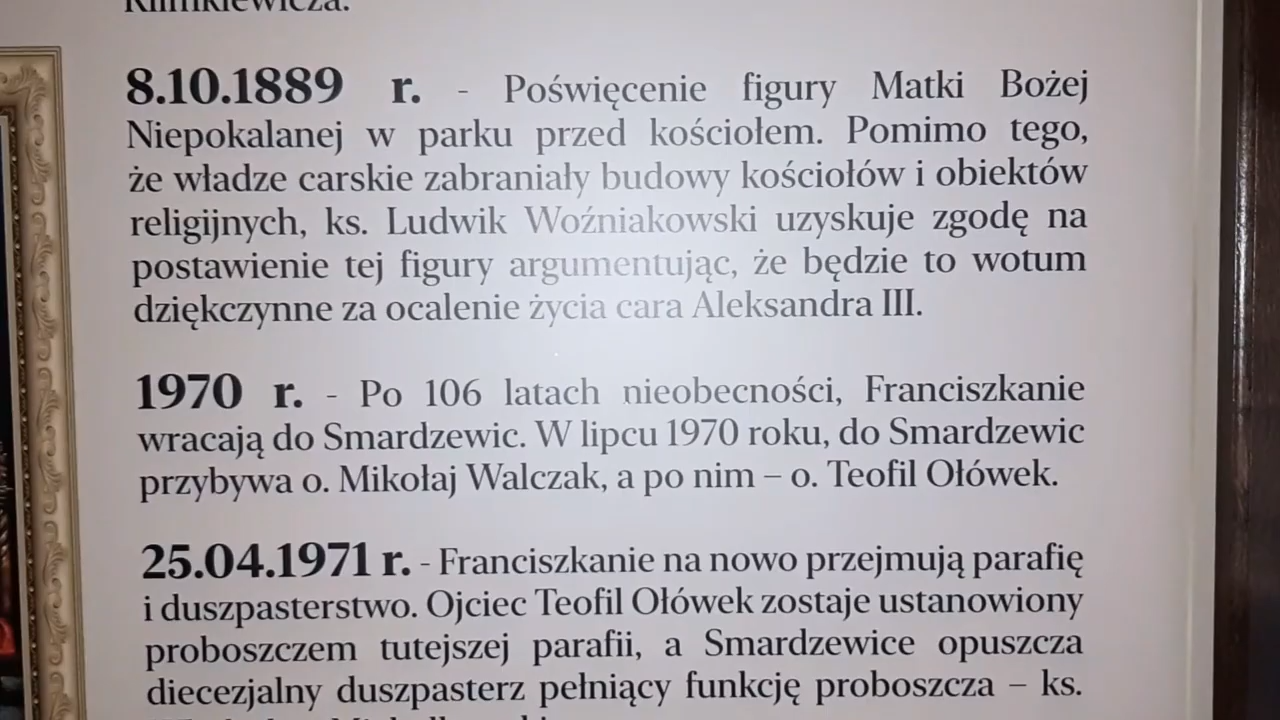 Klimkiewicza.
8.10.1889 r. - Poświęcenie figury Matki Bożej
Niepokalanej w parku przed kościołem. Pomimo tego,
że władze carskie zabraniały budowy kościołów i obiektów
religijnych, ks. Ludwik Woźniakowski uzyskuje zgodę na
postawienie tej figury argumentując, że będzie to wotum
dziękczynne za ocalenie życia cara Aleksandra III.
1970 r. - Po 106 latach nieobecności, Franciszkanie
wracają do Smardzewic. W lipcu 1970 roku, do Smardzewic
przybywa o. Mikołaj Walczak, a po nim – o. Teofil Ołówek.
25.04.1971 r. - Franciszkanie na nowo przejmują parafię
i duszpasterstwo. Ojciec Teofil Ołówek zostaje ustanowiony
proboszczem tutejszej parafii, a Smardzewice opuszcza
diecezjalny duszpasterz pełniący funkcję proboszcza – ks.